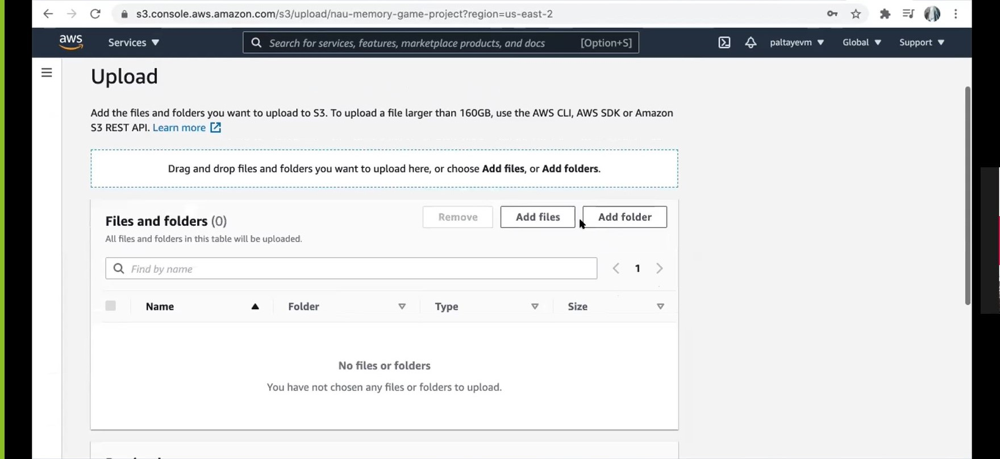 s3.console.aws.amazon.com/s3/upload/nau-memory-game-project?region=us-east-2
aws Services Search for services, features, marketplace products, and docs [Option+S] paltayevm Global Support
Upload
Add the files and folders you want to upload to S3. To upload a file larger than 160GB, use the AWS CLI, AWS SDK or Amazon
S3 REST API. Learn more
Drag and drop files and folders you want to upload here, or choose Add files, or Add folders.
Files and folders (0) Remove Add files Add folder
All files and folders in this table will be uploaded.
Find by name 1
Name Folder Type Size
No files or folders
You have not chosen any files or folders to upload.